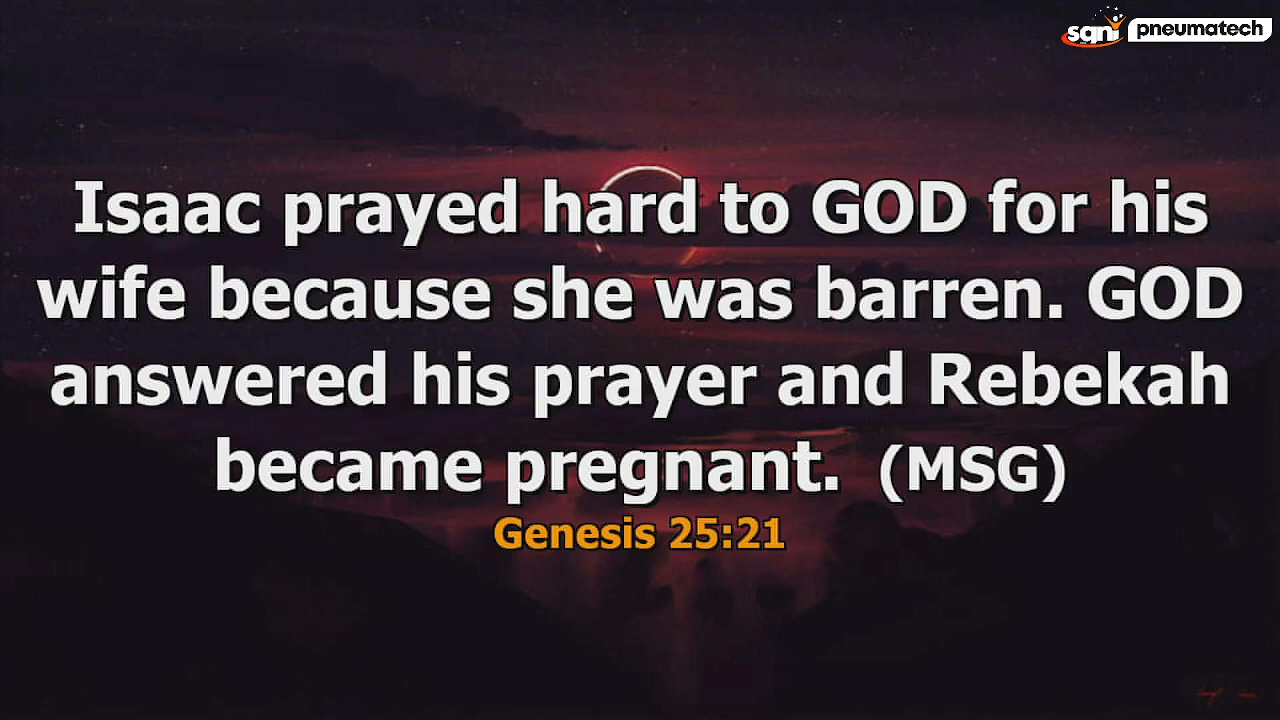 sgni pneumatech
Isaac prayed hard to GOD for his
wife because she was barren. GOD
answered his prayer and Rebekah
became pregnant. (MSG)
Genesis 25:21